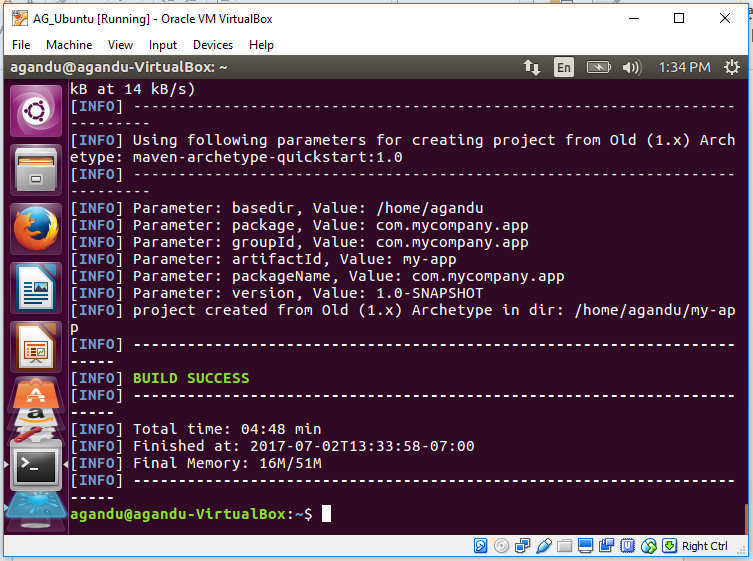 AG_Ubuntu [Running] - Oracle VM VirtualBox
File Machine View Input Devices Help
agandu@agandu-VirtualBox: ~ En 1:34 PM
kB at 14 kB/s)
[INFO] -------------------------------------------------------------------
---------
[INFO] Using following parameters for creating project from Old (1.x) Arch
etype: maven-archetype-quickstart:1.0
[INFO] -------------------------------------------------------------------
---------
[INFO] Parameter: basedir, Value: /home/agandu
[INFO] Parameter: package, Value: com.mycompany.app
[INFO] Parameter: groupId, Value: com.mycompany.app
[INFO] Parameter: artifactId, Value: my-app
[INFO] Parameter: packageName, Value: com.mycompany.app
[INFO] Parameter: version, Value: 1.0-SNAPSHOT
[INFO] project created from Old (1.x) Archetype in dir: /home/agandu/my-ap
p
[INFO] -------------------------------------------------------------------
-----
[INFO] BUILD SUCCESS
[INFO] -------------------------------------------------------------------
-----
[INFO] Total time: 04:48 min
[INFO] Finished at: 2017-07-02T13:33:58-07:00
[INFO] Final Memory: 16M/51M
[INFO] -------------------------------------------------------------------
-----
agandu@agandu-VirtualBox:~$
Right Ctrl